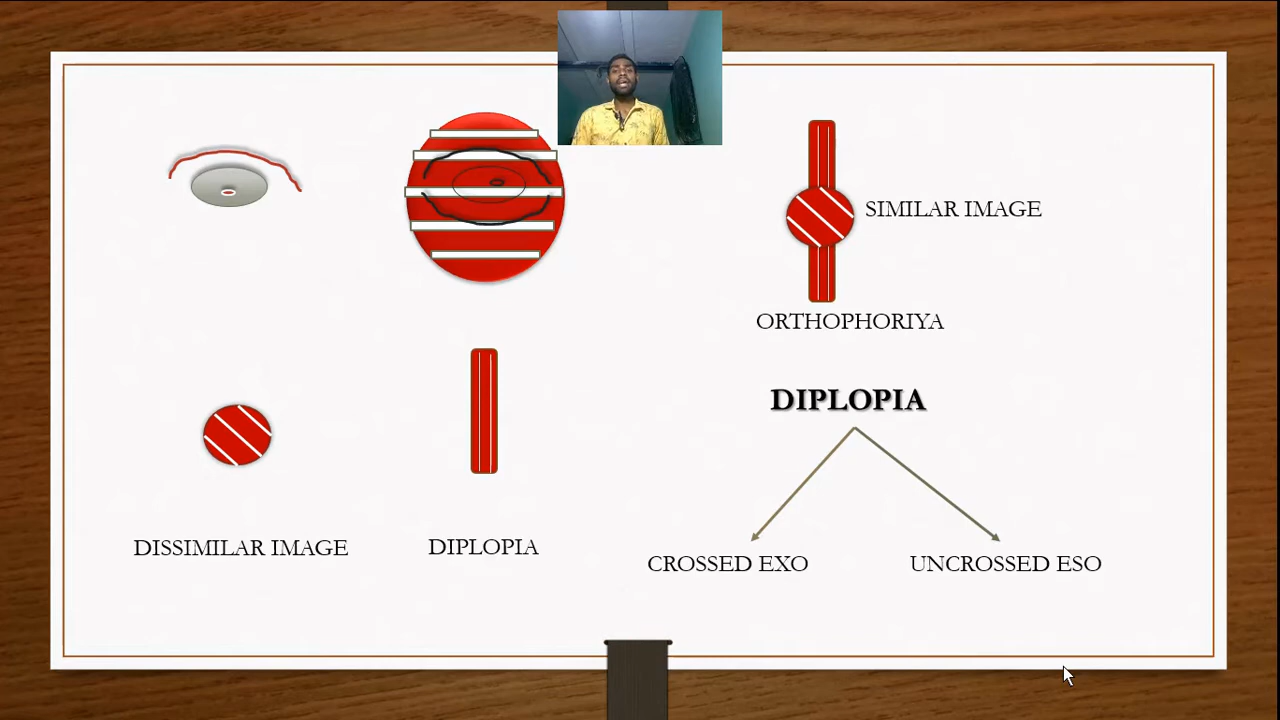 SIMILAR IMAGE
ORTHOPHORIYA
DIPLOPIA
CROSSED EXO
UNCROSSED ESO
DISSIMILAR IMAGE
DIPLOPIA